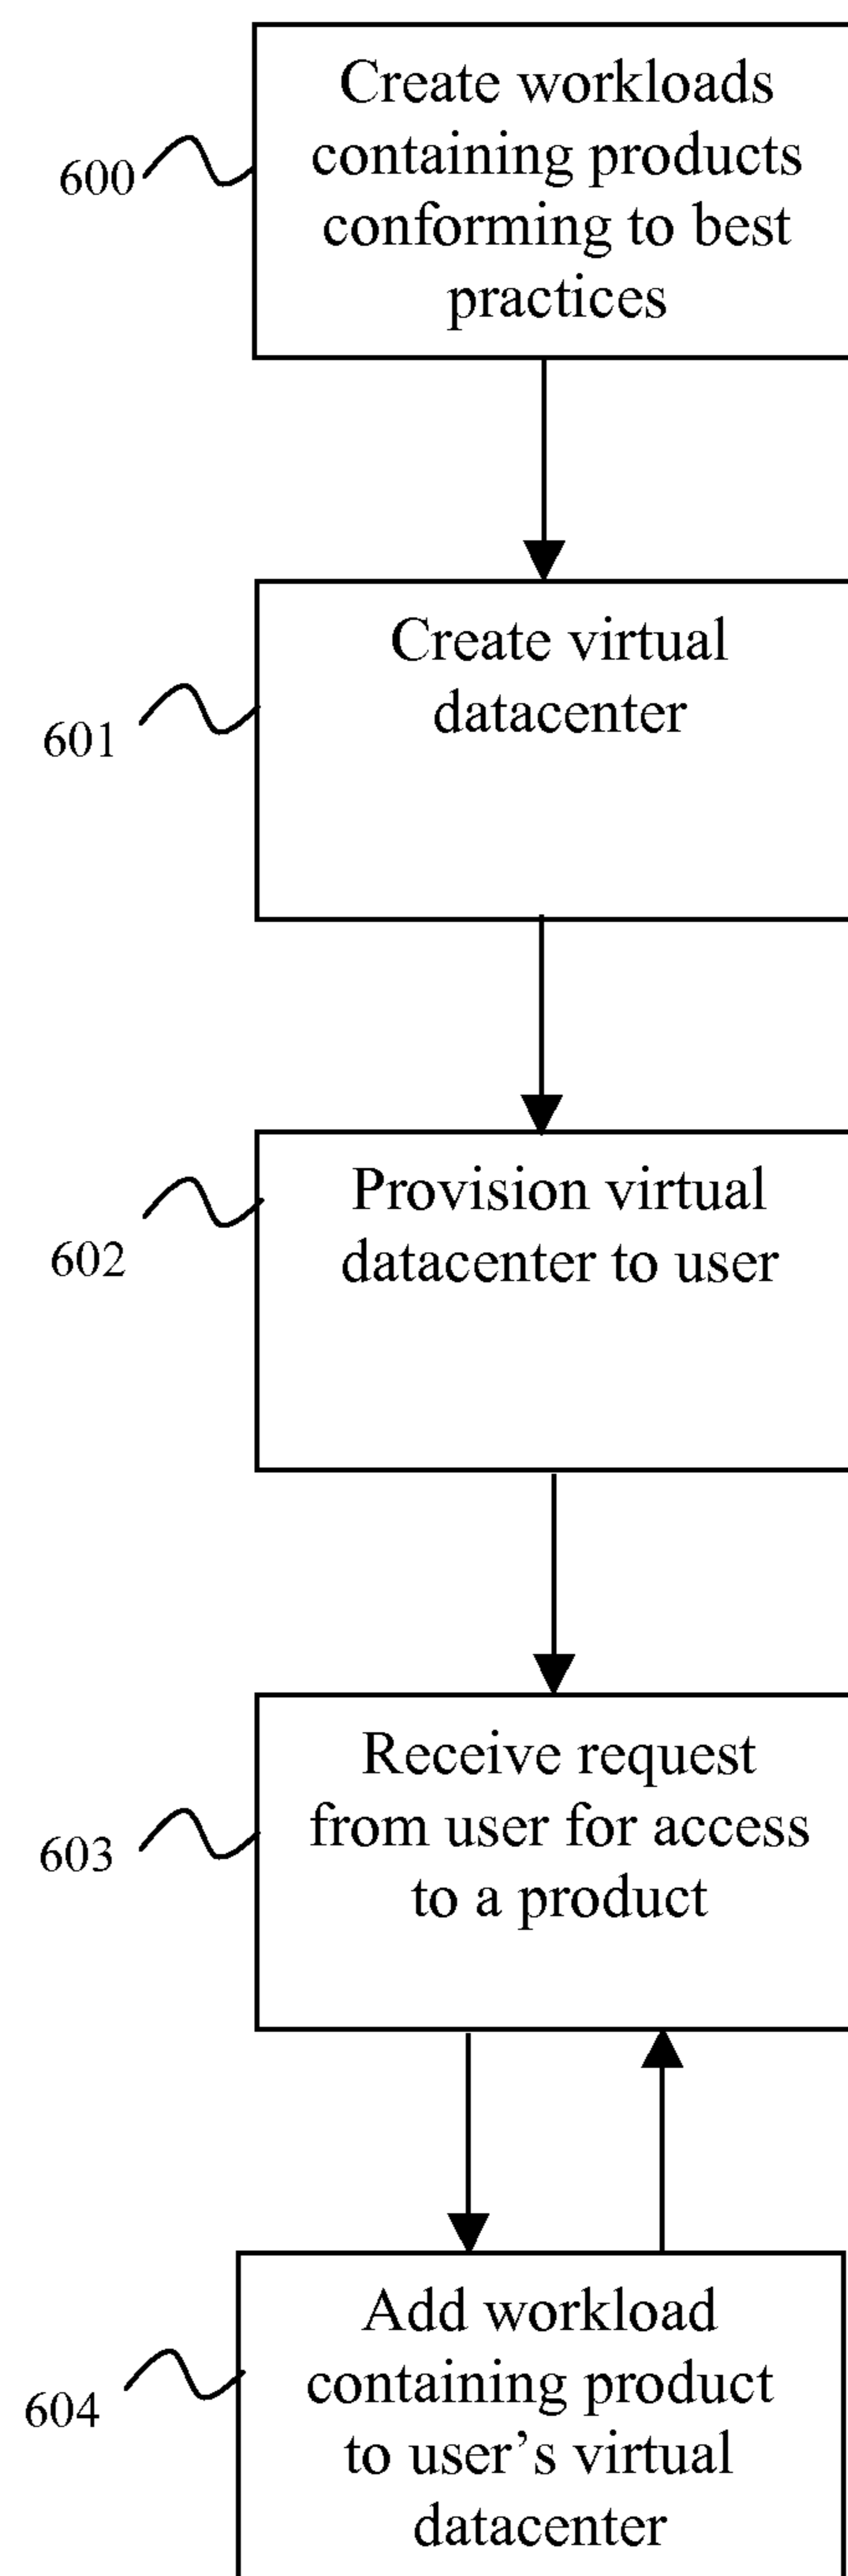 Create workloads
containing products
conforming to best
practices
600
Create virtual
datacenter
601
Provision virtual
datacenter to user
602
Receive request
from user for access
to a product
603
Add workload
containing product
to user’s virtual
datacenter
604